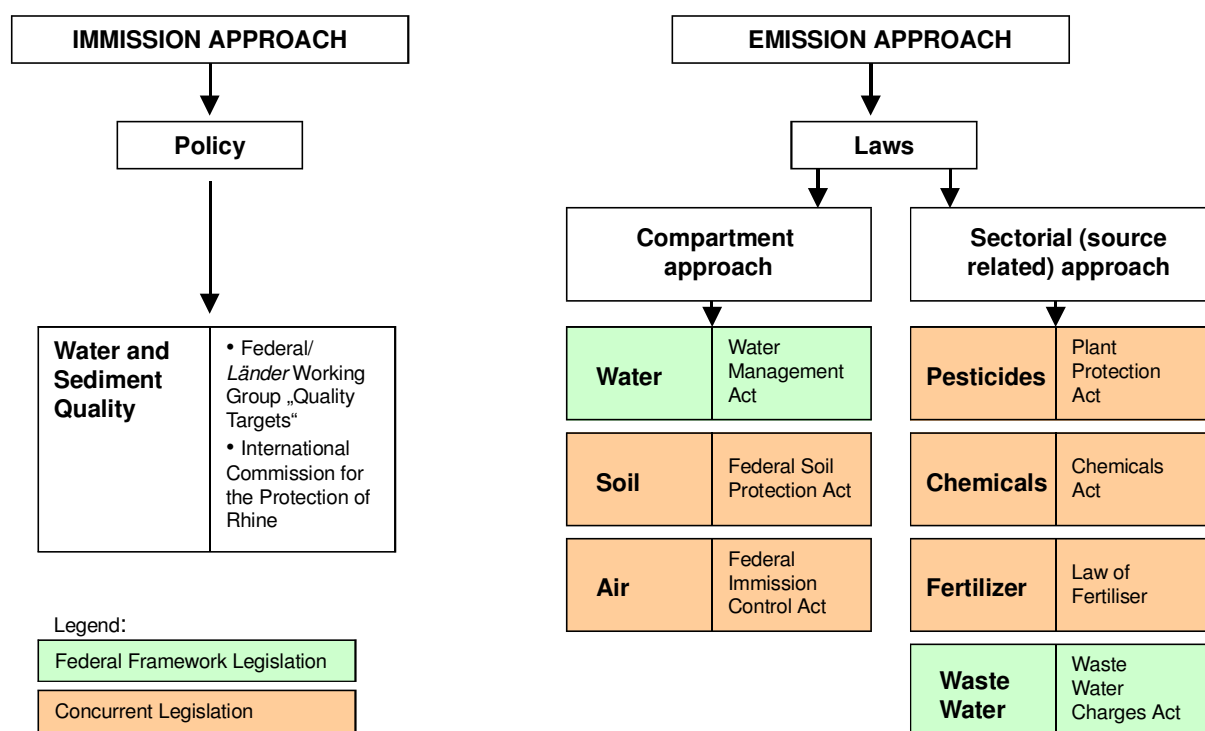 IMMISSION APPROACH
Policy
Water and
Sediment
Quality
• Federal/
Länder Working
Group „Quality
Targets“
• International
Commission for
the Protection of
Rhine
Legend:
Federal Framework Legislation
Concurrent Legislation
EMISSION APPROACH
Laws
Compartment
approach
Water
Water
Management
Act
Soil
Federal Soil
Protection Act
Air
Federal
Immission
Control Act
Sectorial (source
related) approach
Pesticides
Plant
Protection
Act
Chemicals
Chemicals
Act
Fertilizer
Law of
Fertiliser
Waste
Water
Waste
Water
Charges Act